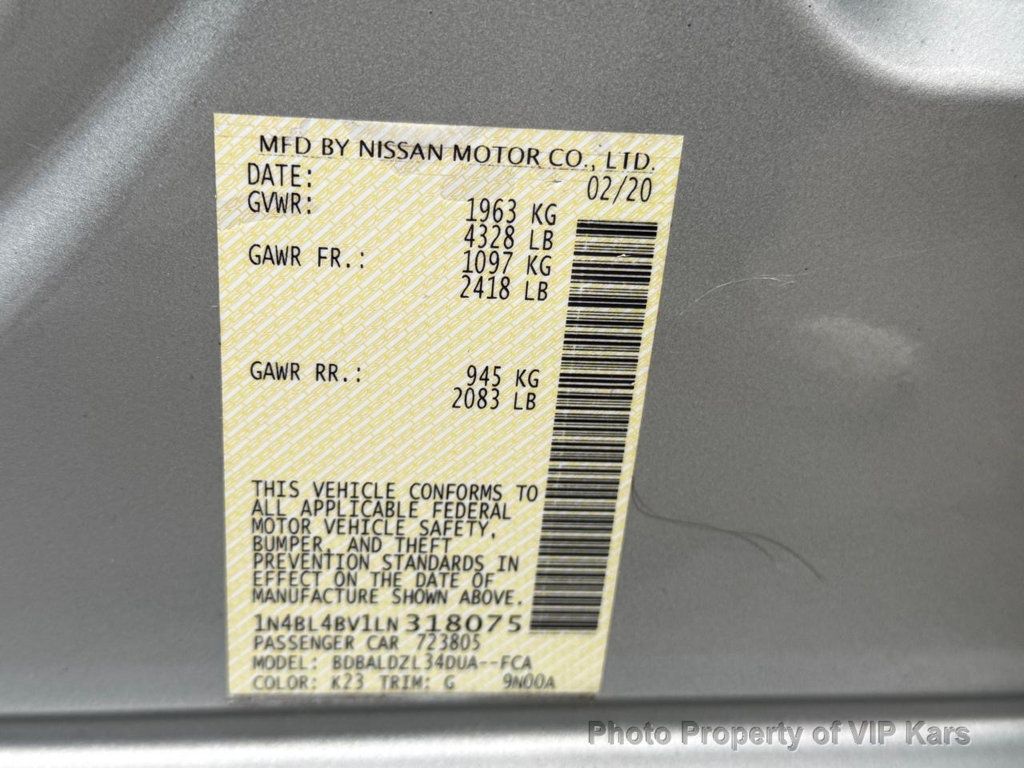 MFD BY NISSAN MOTOR CO., LTD.
DATE: 02/20
GVWR: 1963 KG
4328 LB
GAWR FR.: 1097 KG
2418 LB
GAWR RR.: 945 KG
2083 LB
THIS VEHICLE CONFORMS TO
ALL APPLICABLE FEDERAL
MOTOR VEHICLE SAFETY,
BUMPER, AND THEFT
PREVENTION STANDARDS IN
EFFECT ON THE DATE OF
MANUFACTURE SHOWN ABOVE.
1N4BL4BV1LN318075
PASSENGER CAR 723805
MODEL: BDBALDZL34DUA--FCA
COLOR: K23 TRIM: G 9N00A
Photo Property of VIP Kars